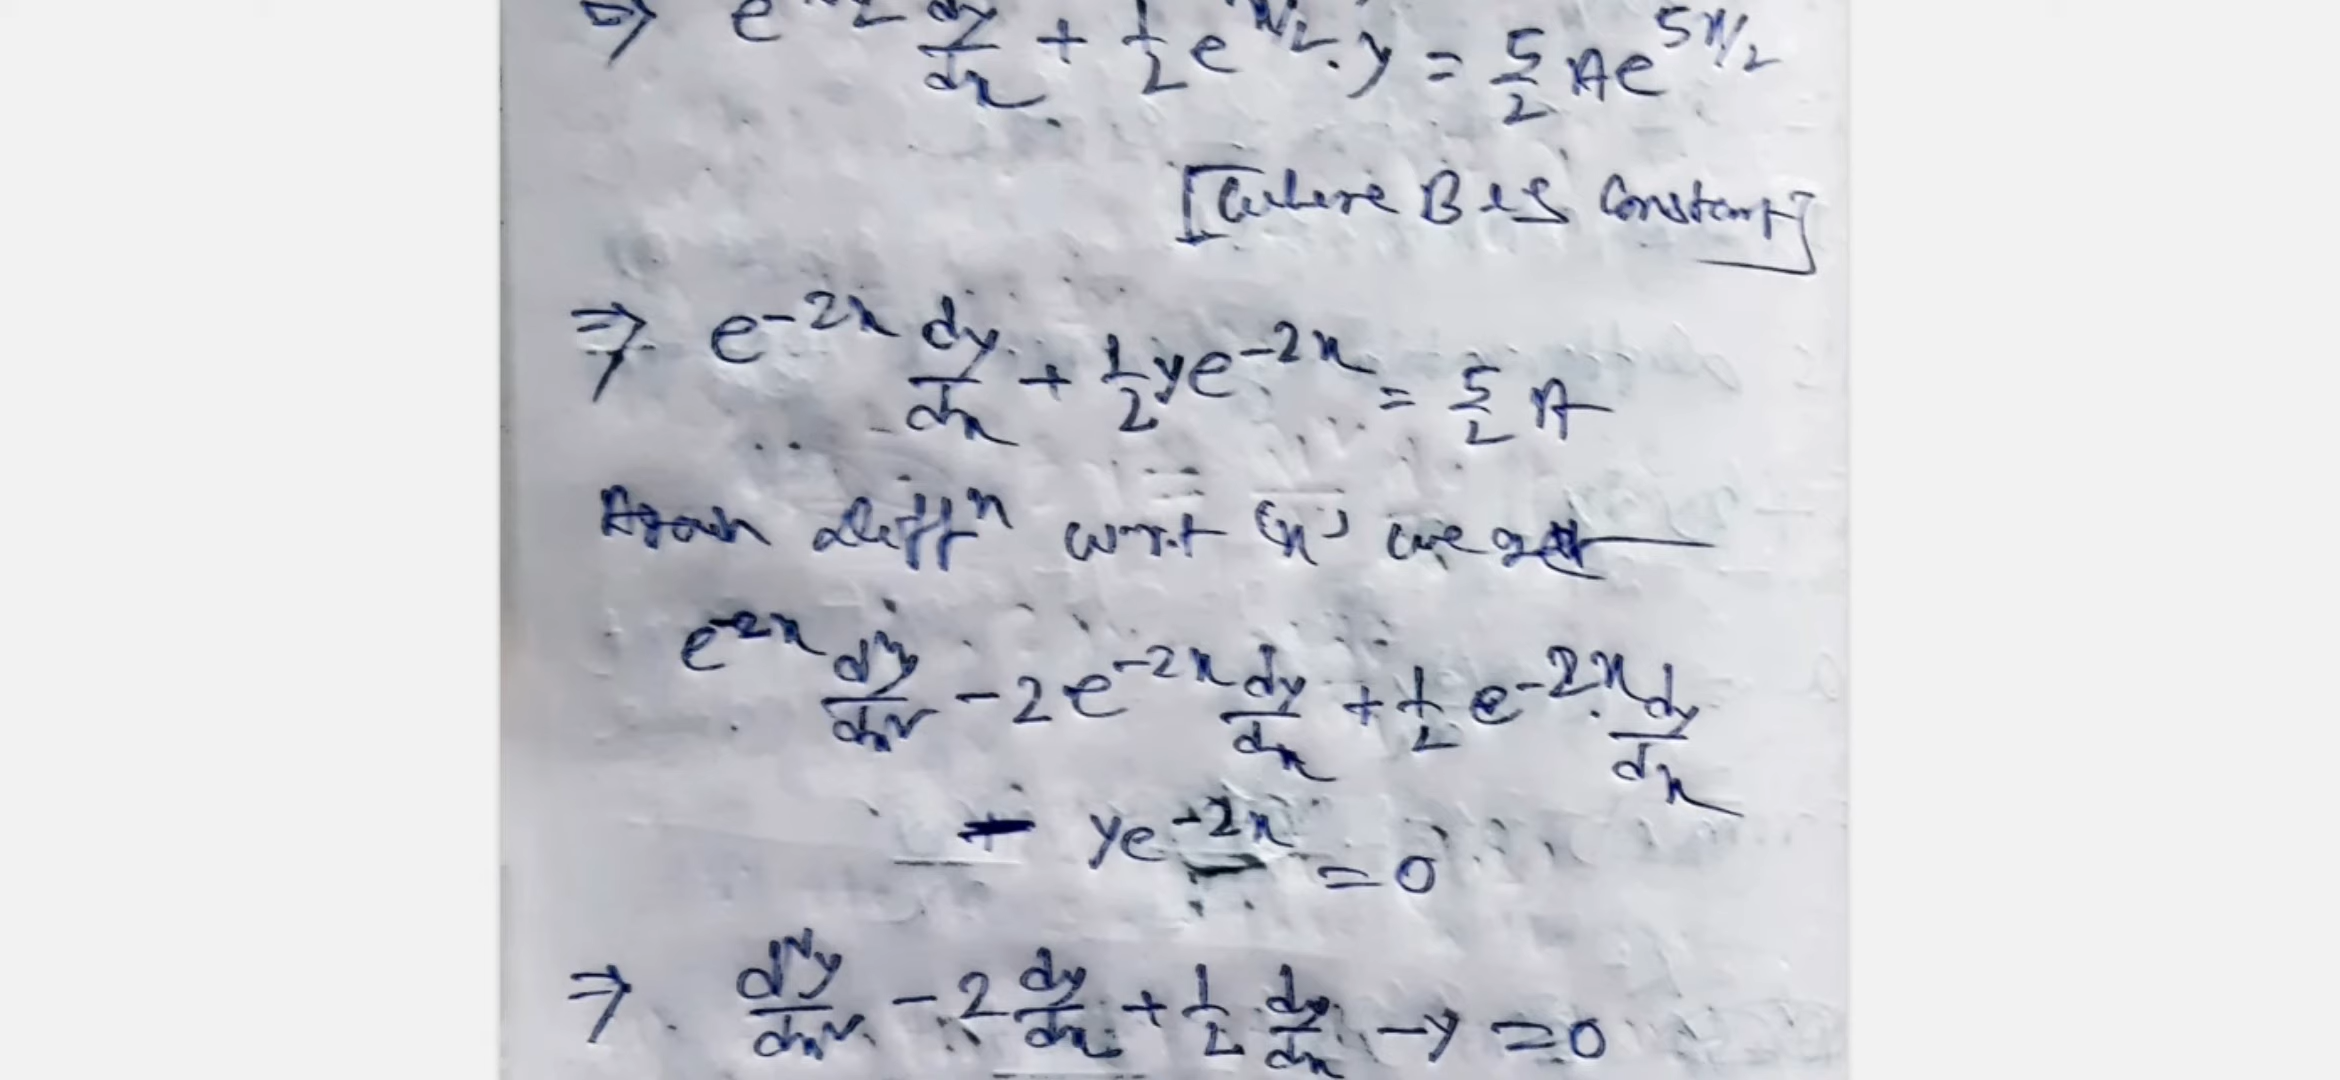 ⇒ e^{x/2} dy/dx + 1/2 e^{x/2}.y = 5/2 Ae^{5x/2}
[Where B is Constant]
⇒ e^{-2x} dy/dx + 1/2 ye^{-2x} = 5/2 A
Again diff^n w.r.t 'x' we get
e^{-2x} d²y/dx² - 2e^{-2x} dy/dx + 1/2 e^{-2x}. dy/dx
- ye^{-2x} = 0
⇒ d²y/dx² - 2 dy/dx + 1/2 dy/dx - y = 0